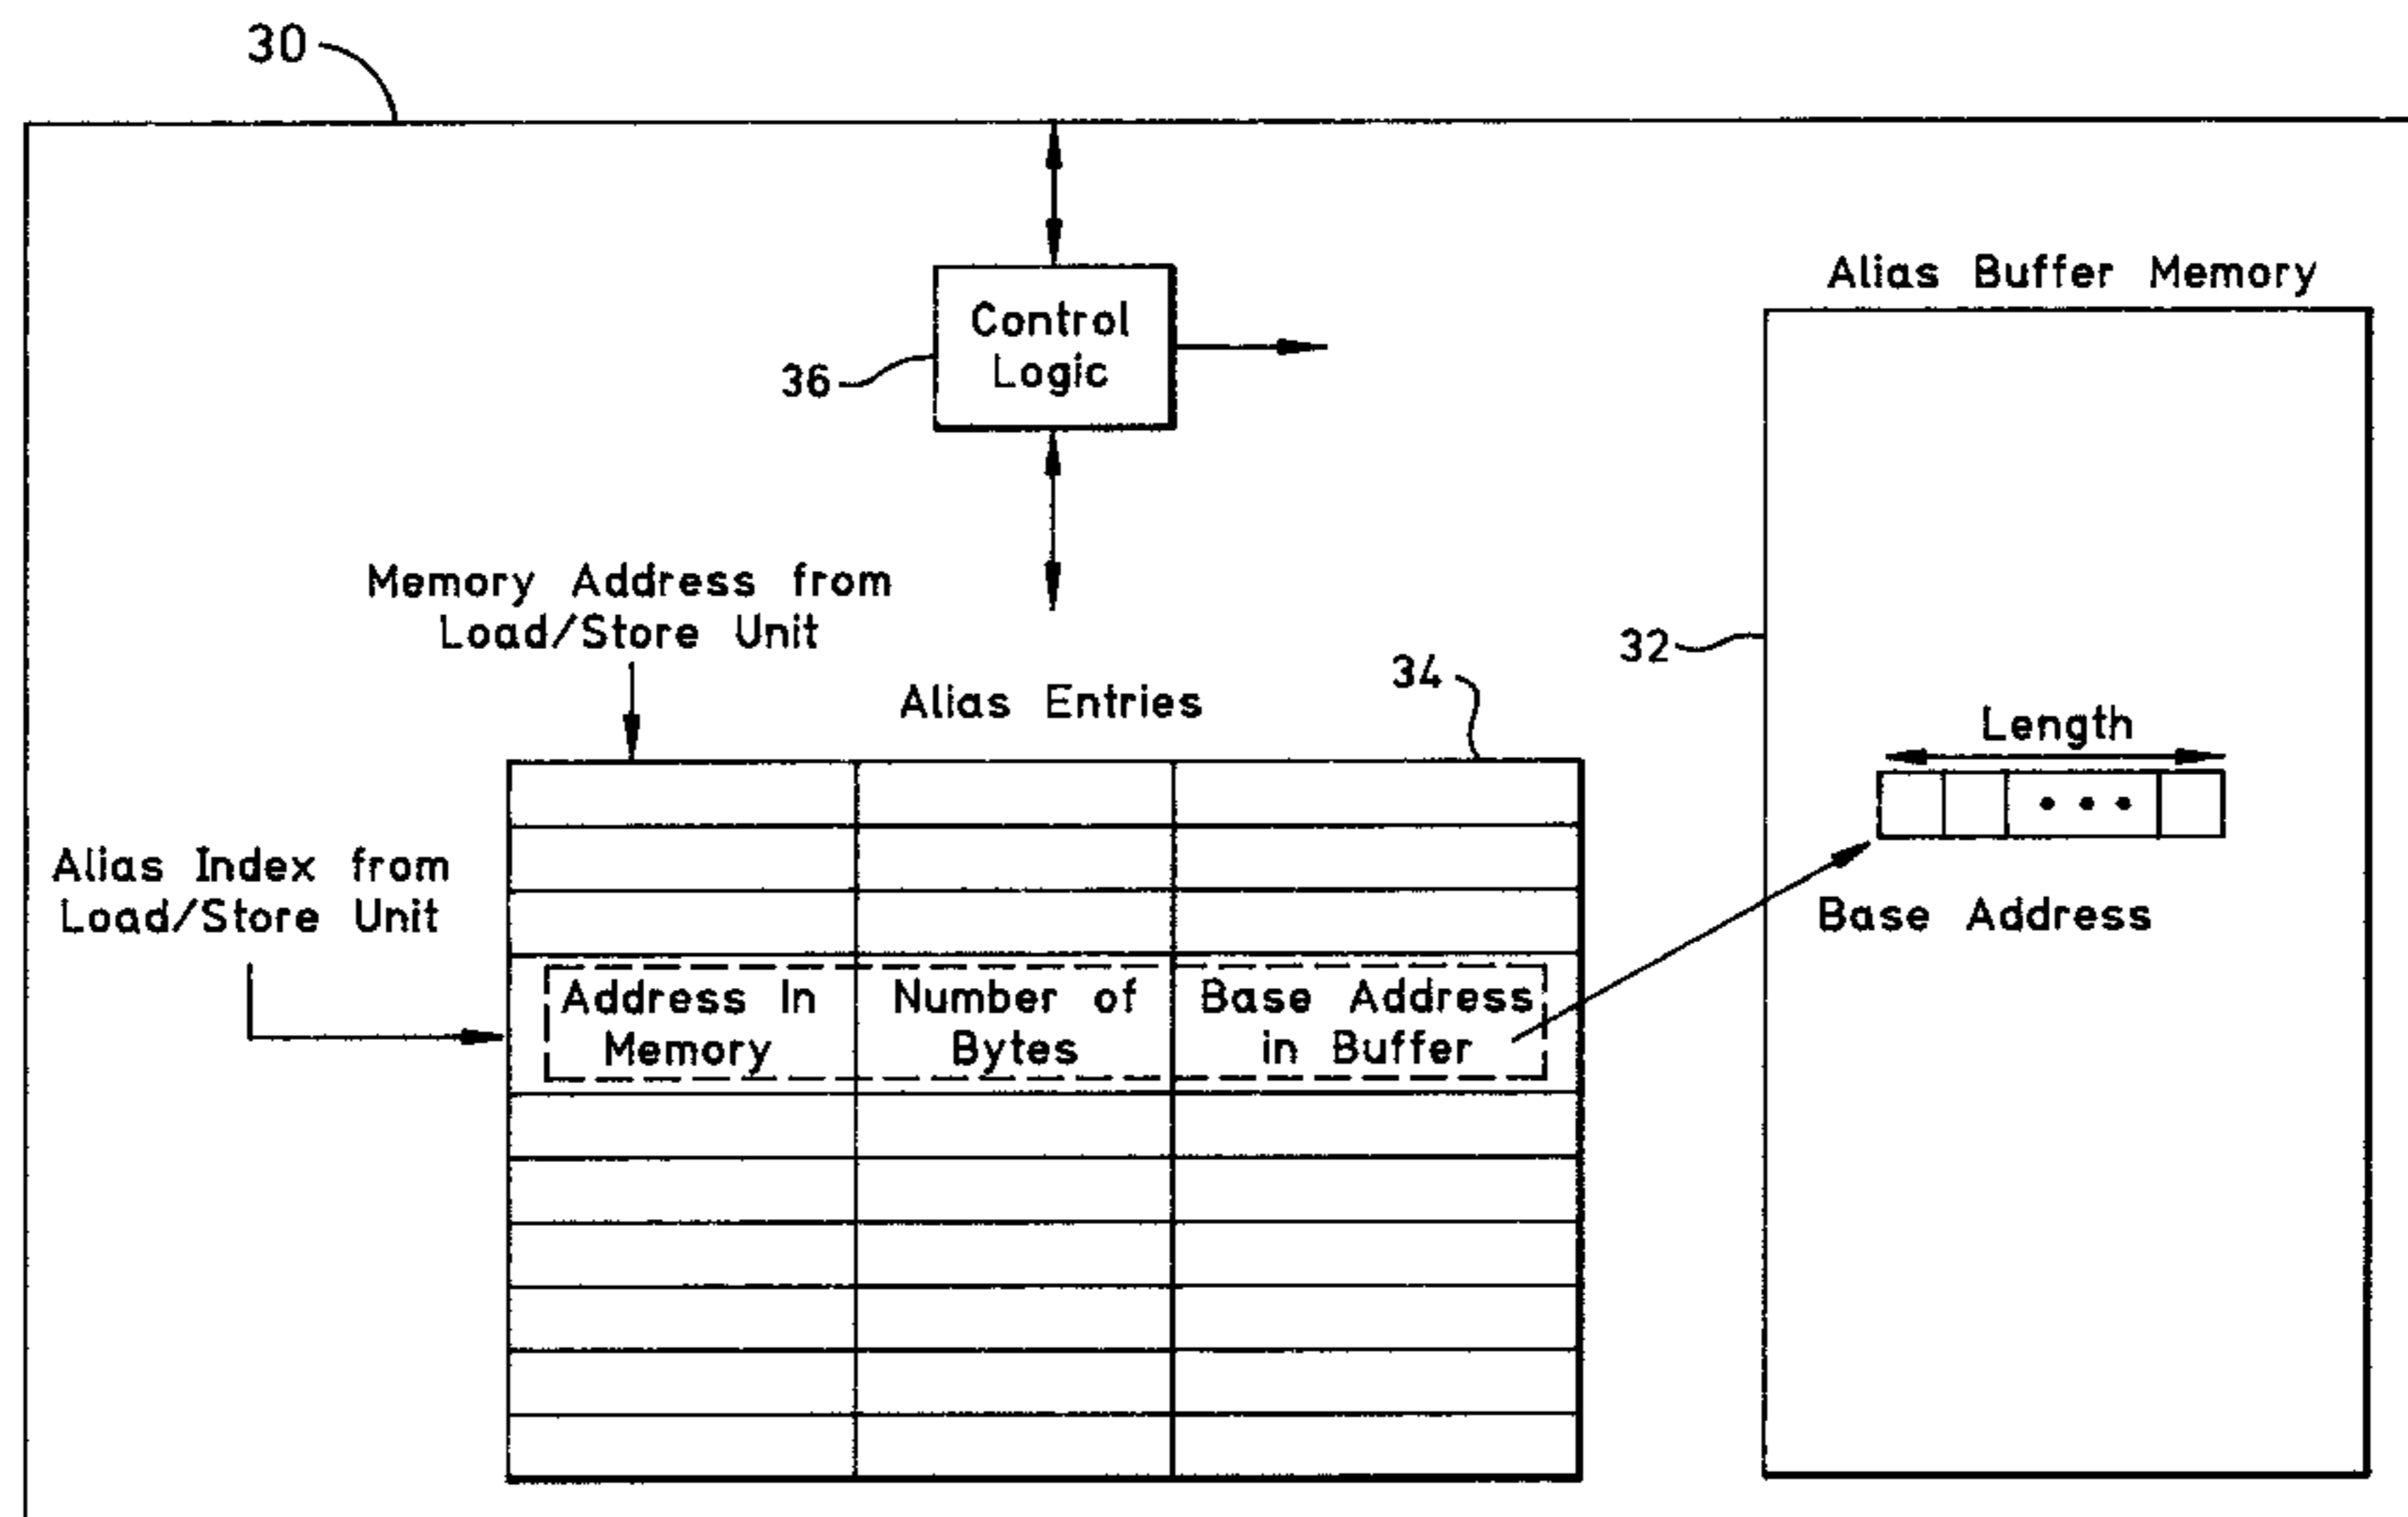 30
Control
Logic
36
Alias Buffer Memory
Memory Address from
Load/Store Unit
32
34
Alias Entries
Length
Alias Index from
Load/Store Unit
Base Address
Address In
Memory
Number of
Bytes
Base Address
in Buffer